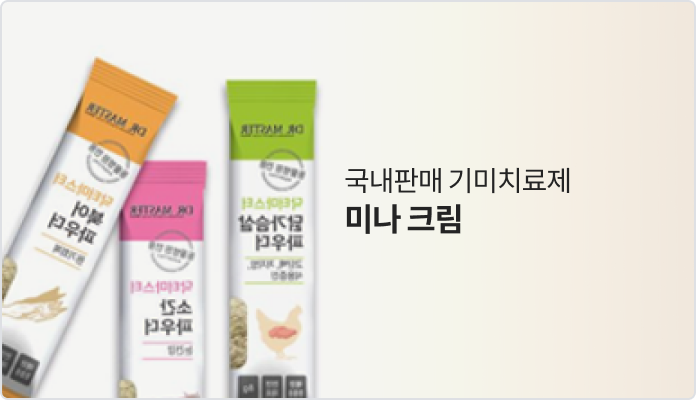 국내판매 기미치료제
미나 크림
DR. MASTER
닥터마스터
북어
파우더
DR. MASTER
닥터마스터
소간
파우더
DR. MASTER
닥터마스터
닭가슴살
파우더